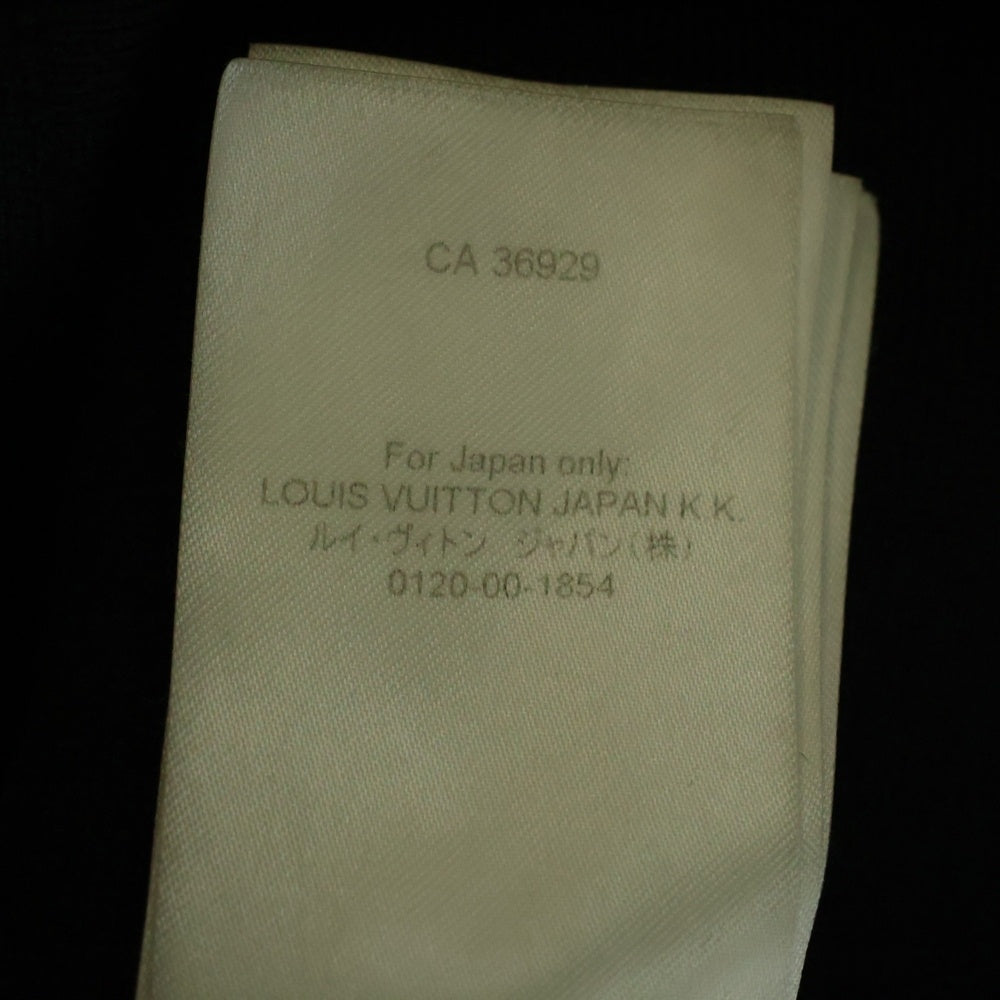 CA 36929
For Japan only:
LOUIS VUITTON JAPAN K K.
ルイ・ヴィトン ジャパン(株)
0120-00-1854